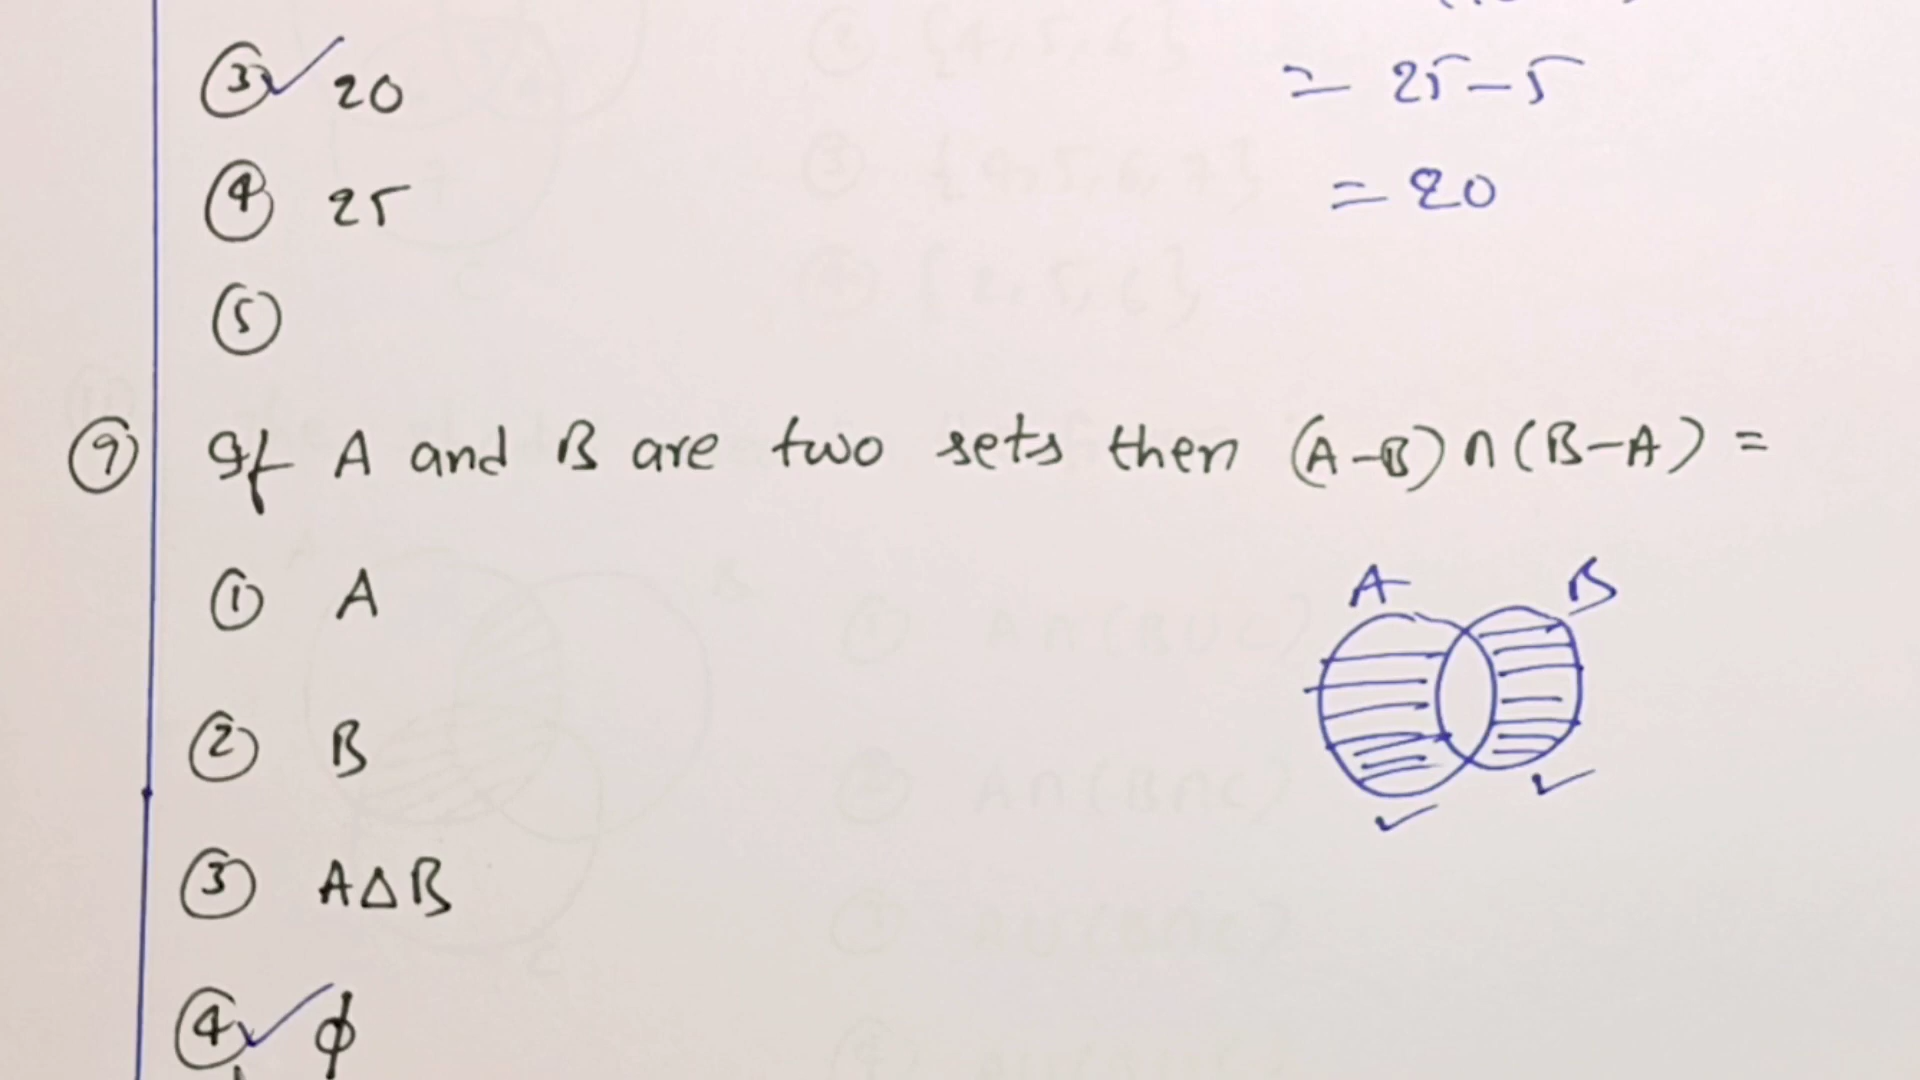 ③ ✓ 20
= 25 - 5
④ 25
= 20
⑤
⑨ If A and B are two sets then (A-B)∩(B-A) =
A B
① A
② B
③ A△B
④ ✓ ϕ